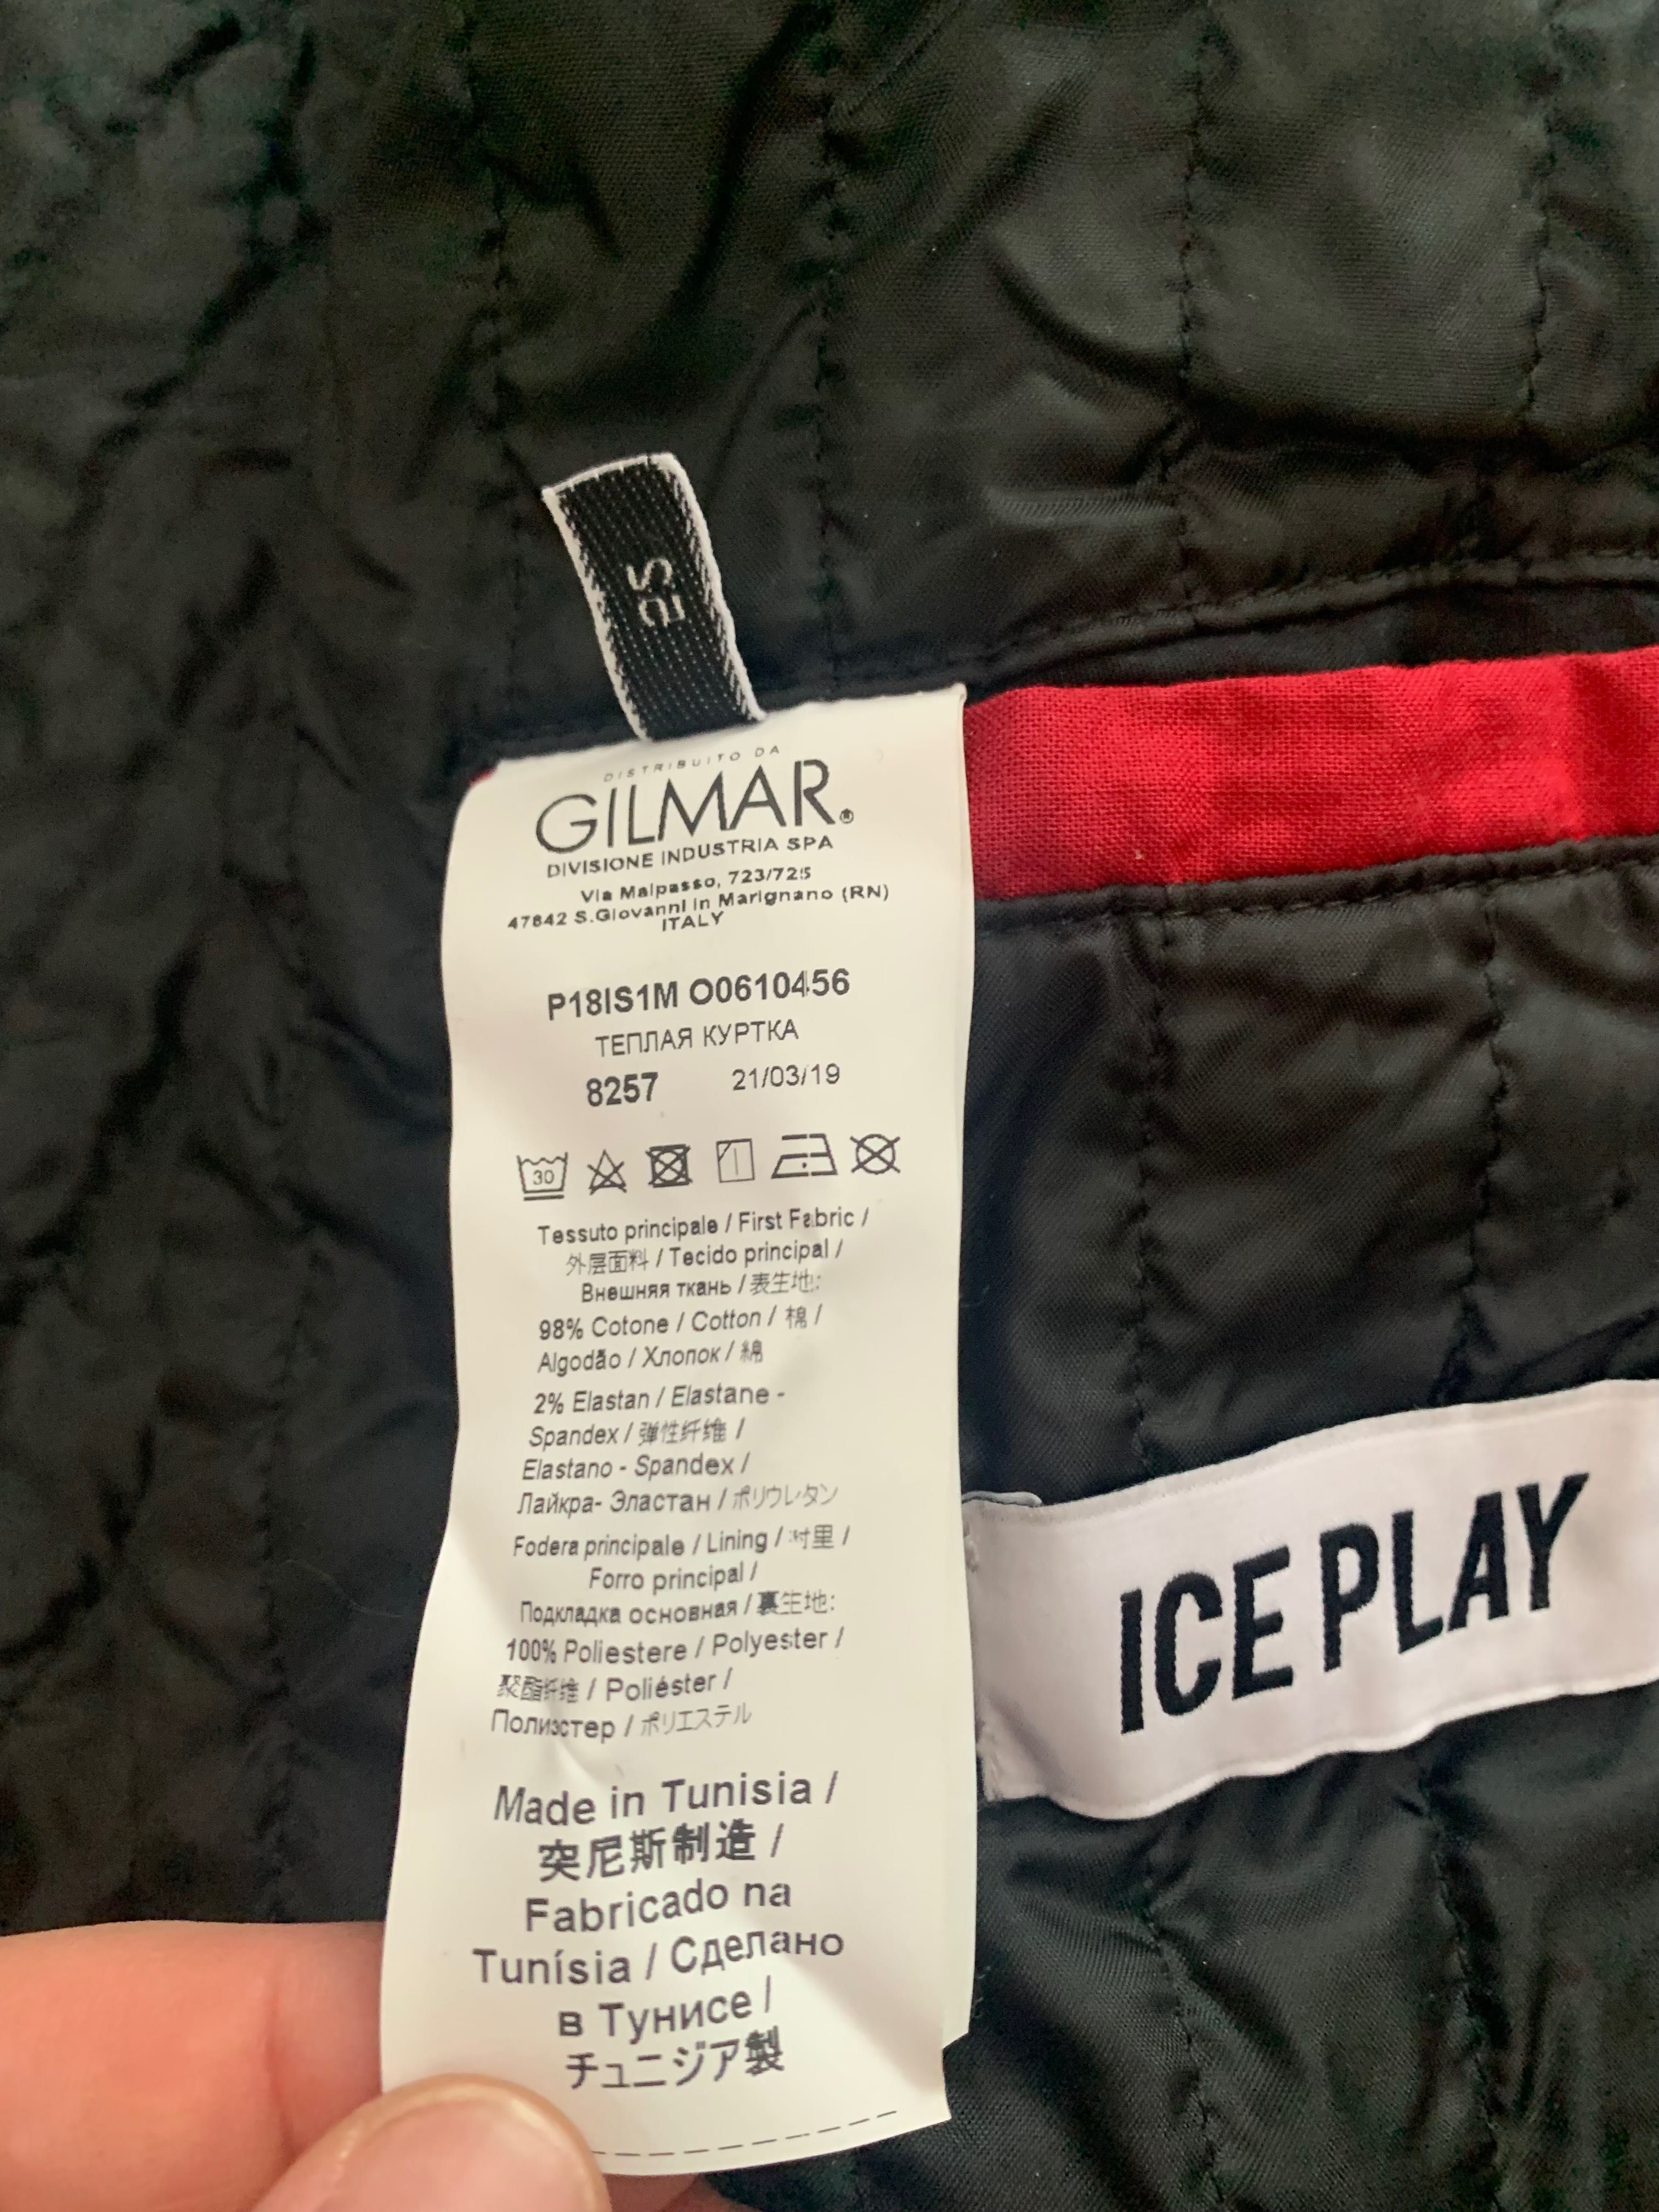 DISTRIBUITO DA
GILMAR®
DIVISIONE INDUSTRIA SPA
Via Malpasso, 723/725
47842 S.Giovanni in Marignano (RN)
ITALY
P18IS1M O0610456
ТЕПЛАЯ КУРТКА
8257 21/03/19
30
Tessuto principale / First Fabric /
外层面料 / Tecido principal /
Внешняя ткань / 表生地:
98% Cotone / Cotton / 棉 /
Algodão / Хлопок / 綿
2% Elastan / Elastane -
Spandex / 弹性纤维 /
Elastano - Spandex /
Лайкра- Эластан / ポリウレタン
Fodera principale / Lining / 衬里 /
Forro principal /
Подкладка основная / 裏生地:
100% Poliestere / Polyester /
聚酯纤维 / Poliéster /
Полиэстер / ポリエステル
Made in Tunisia /
突尼斯制造 /
Fabricado na
Tunísia / Сделано
в Тунисе /
チュニジア製
ICE PLAY